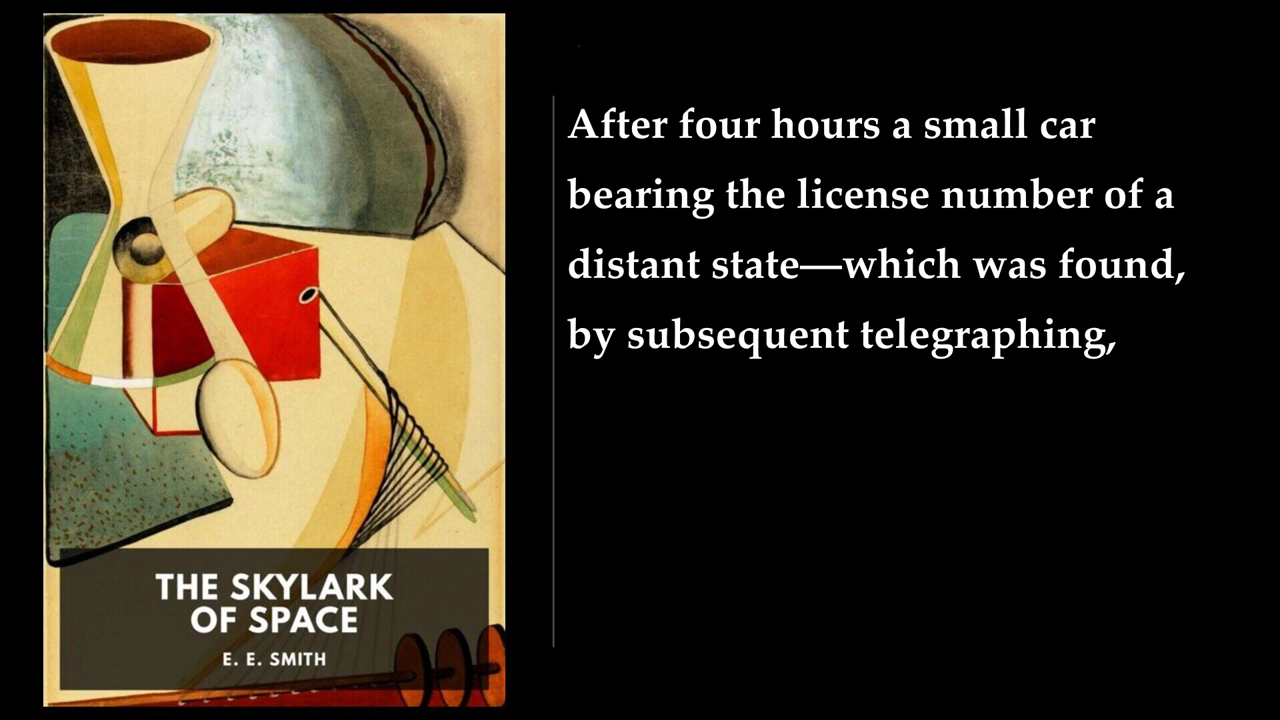 After four hours a small car
bearing the license number of a
distant state—which was found,
by subsequent telegraphing,
THE SKYLARK
OF SPACE
E. E. SMITH